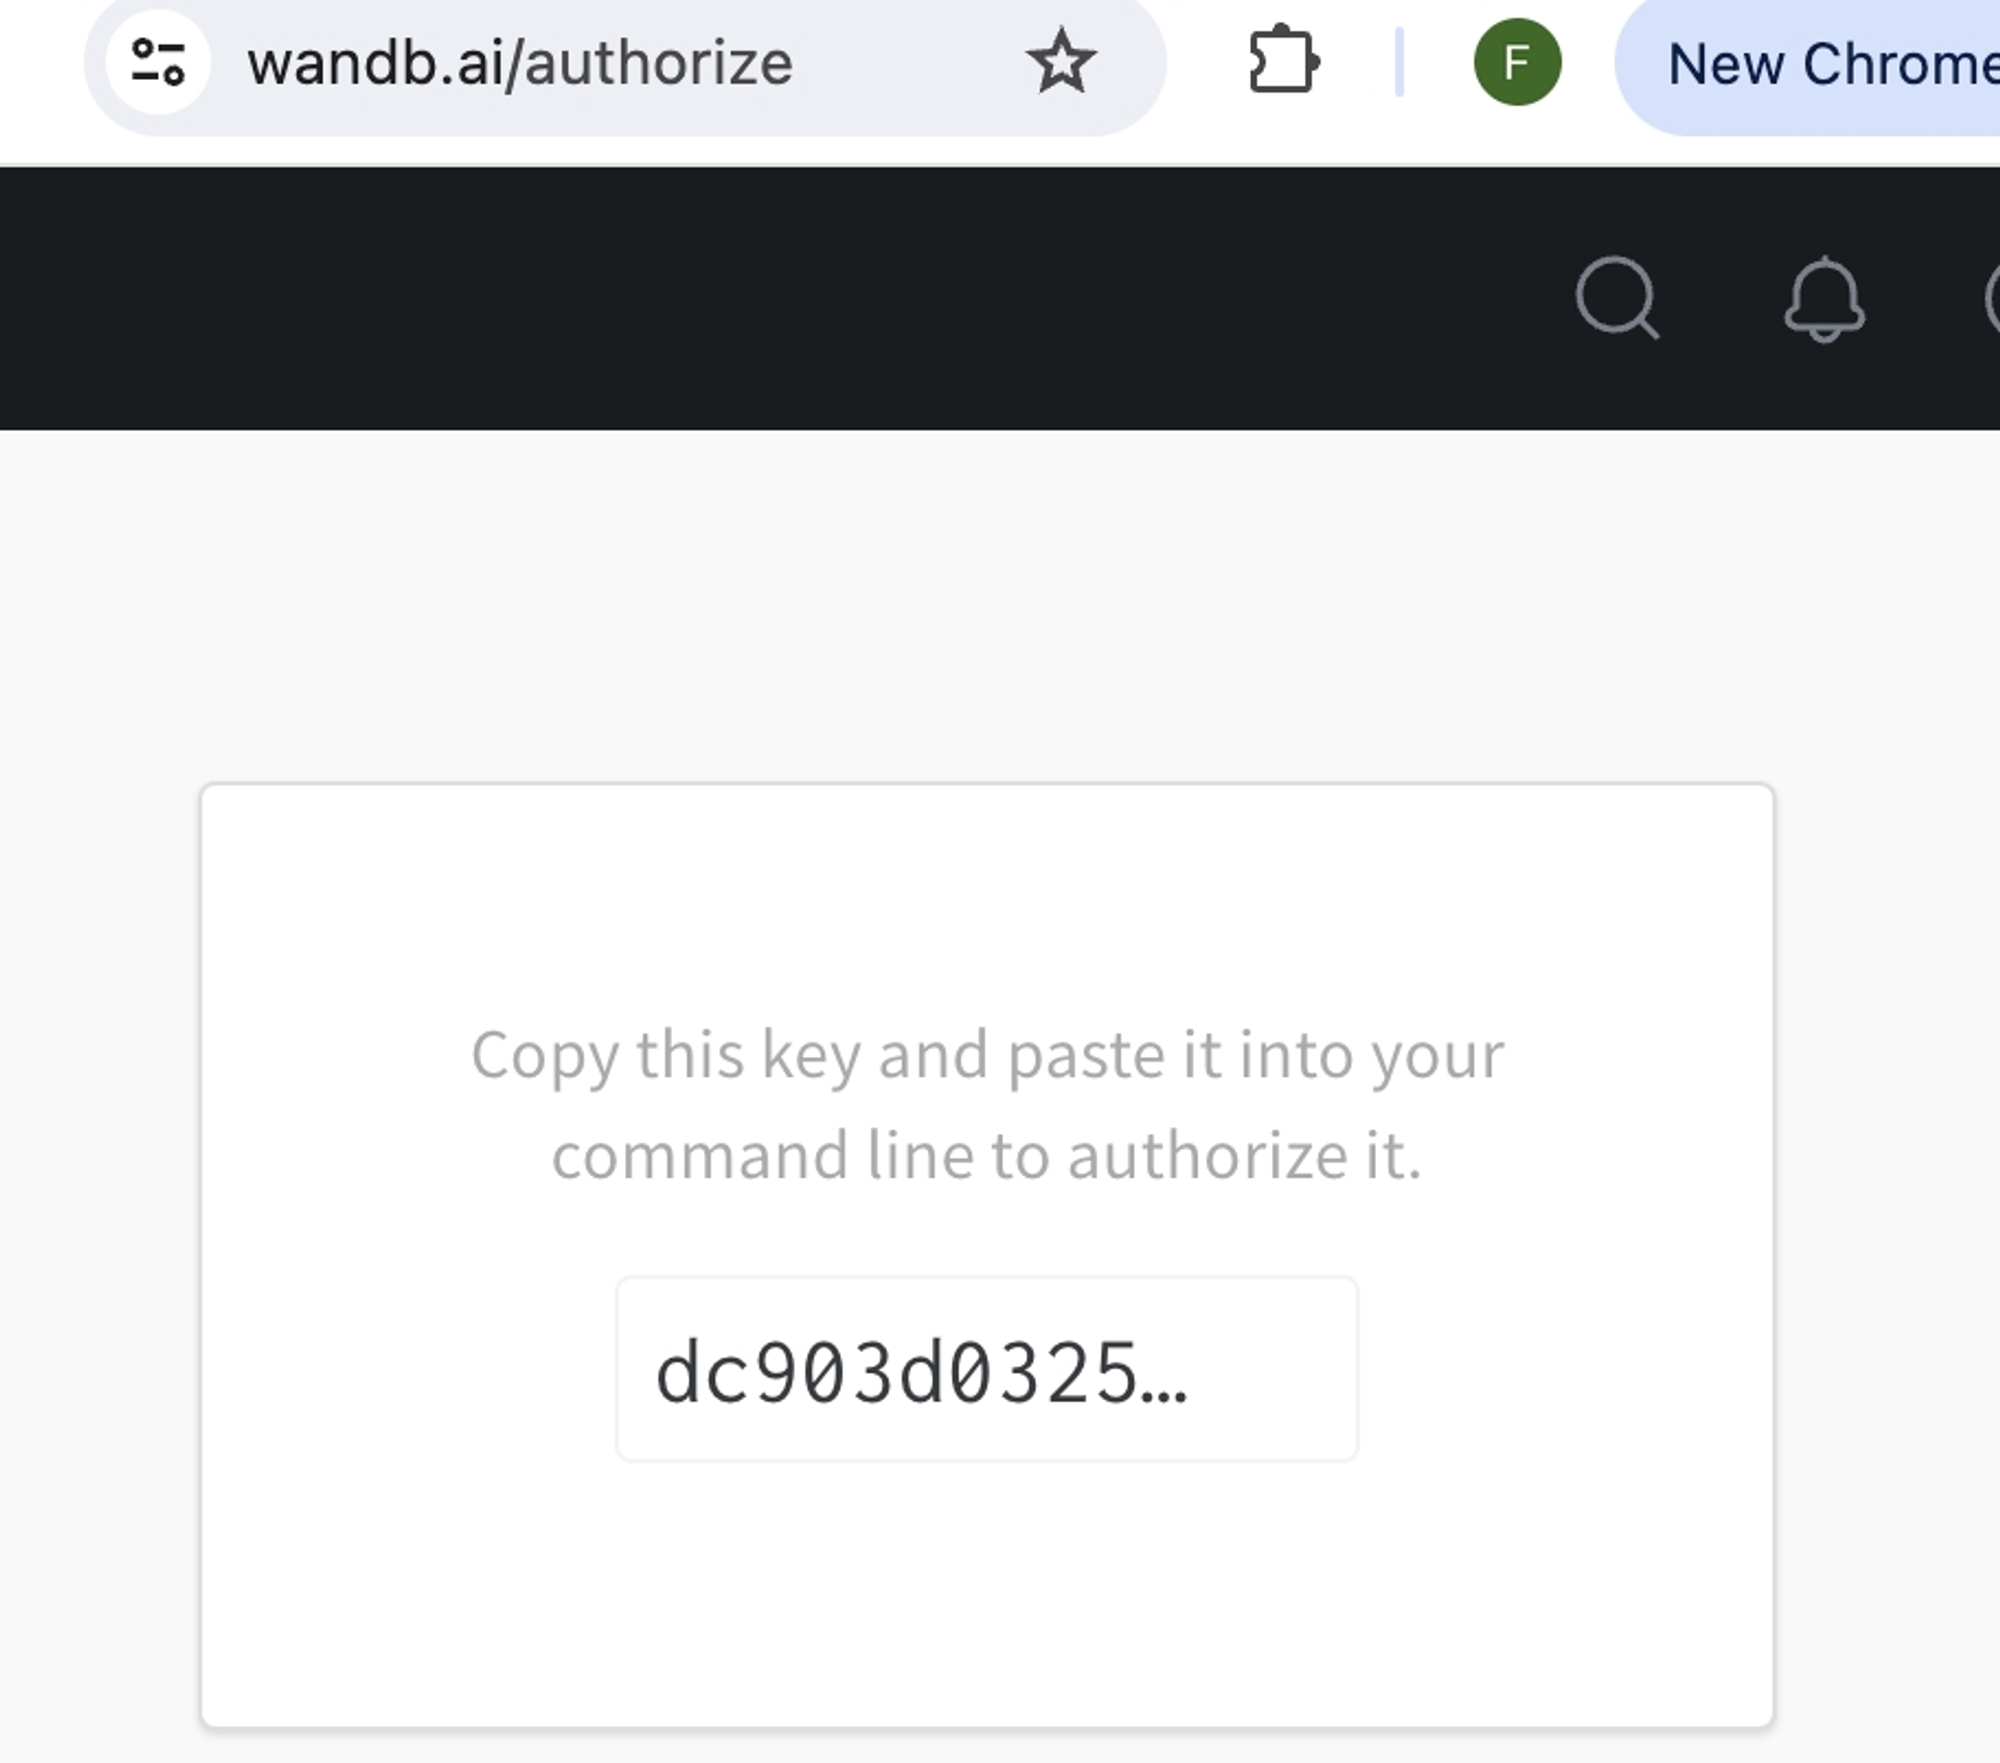 wandb.ai/authorize
F
New Chrome
Copy this key and paste it into your
command line to authorize it.
dc903d0325…